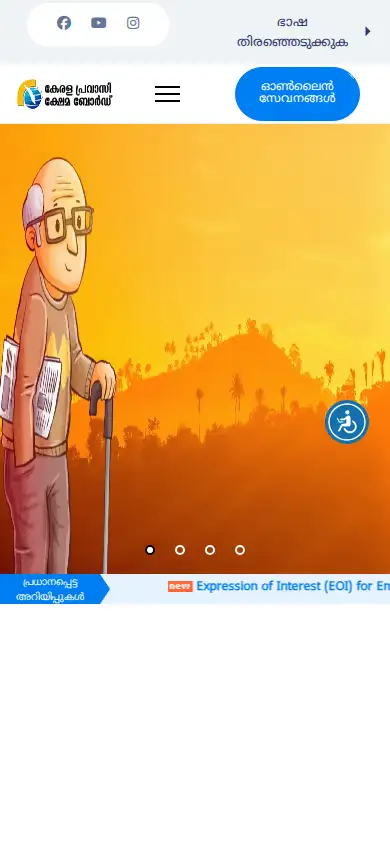 ഭാഷ
തിരഞ്ഞെടുക്കുക
കേരള പ്രവാസി
ക്ഷേമ ബോർഡ്
ഓൺലൈൻ
സേവനങ്ങൾ
പ്രധാനപ്പെട്ട
അറിയിപ്പുകൾ
new Expression of Interest (EOI) for Em